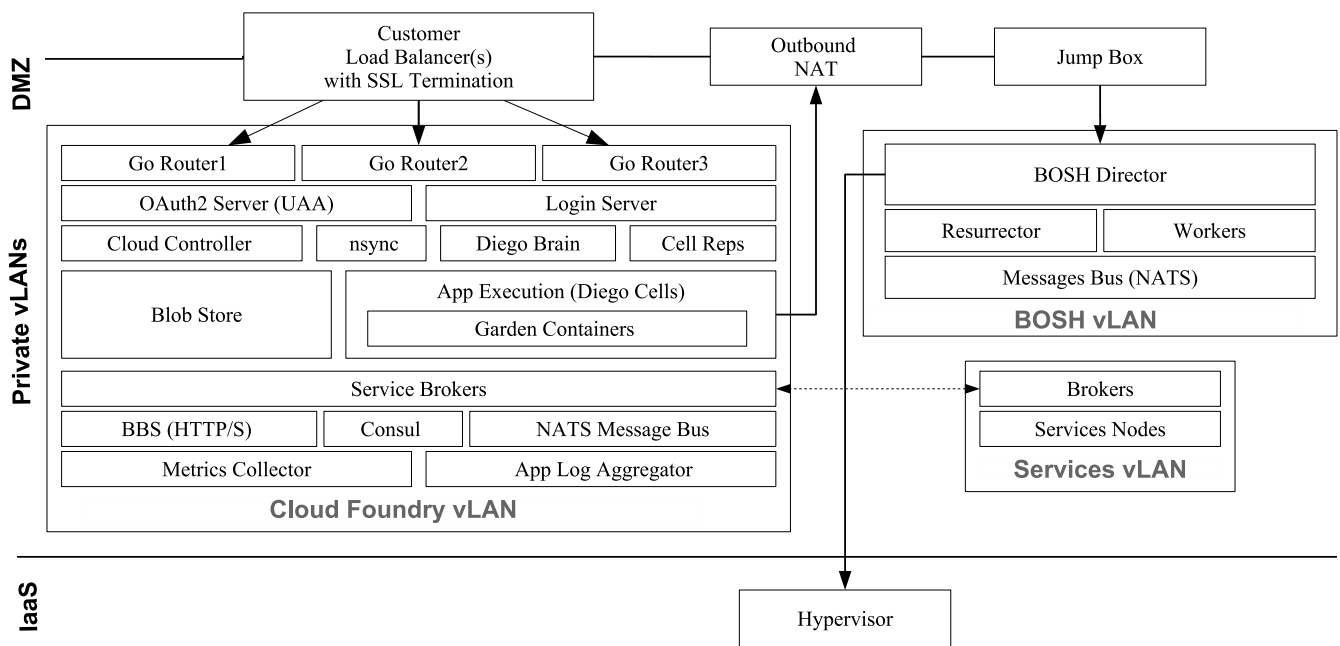 DMZ
Customer
Load Balancer(s)
with SSL Termination
Outbound
NAT
Jump Box
Private vLANs
Go Router1
Go Router2
Go Router3
OAuth2 Server (UAA)
Login Server
Cloud Controller
nsync
Diego Brain
Cell Reps
Blob Store
App Execution (Diego Cells)
Garden Containers
Service Brokers
BBS (HTTP/S)
Consul
NATS Message Bus
Metrics Collector
App Log Aggregator
Cloud Foundry vLAN
BOSH Director
Resurrector
Workers
Messages Bus (NATS)
BOSH vLAN
Brokers
Services Nodes
Services vLAN
IaaS
Hypervisor